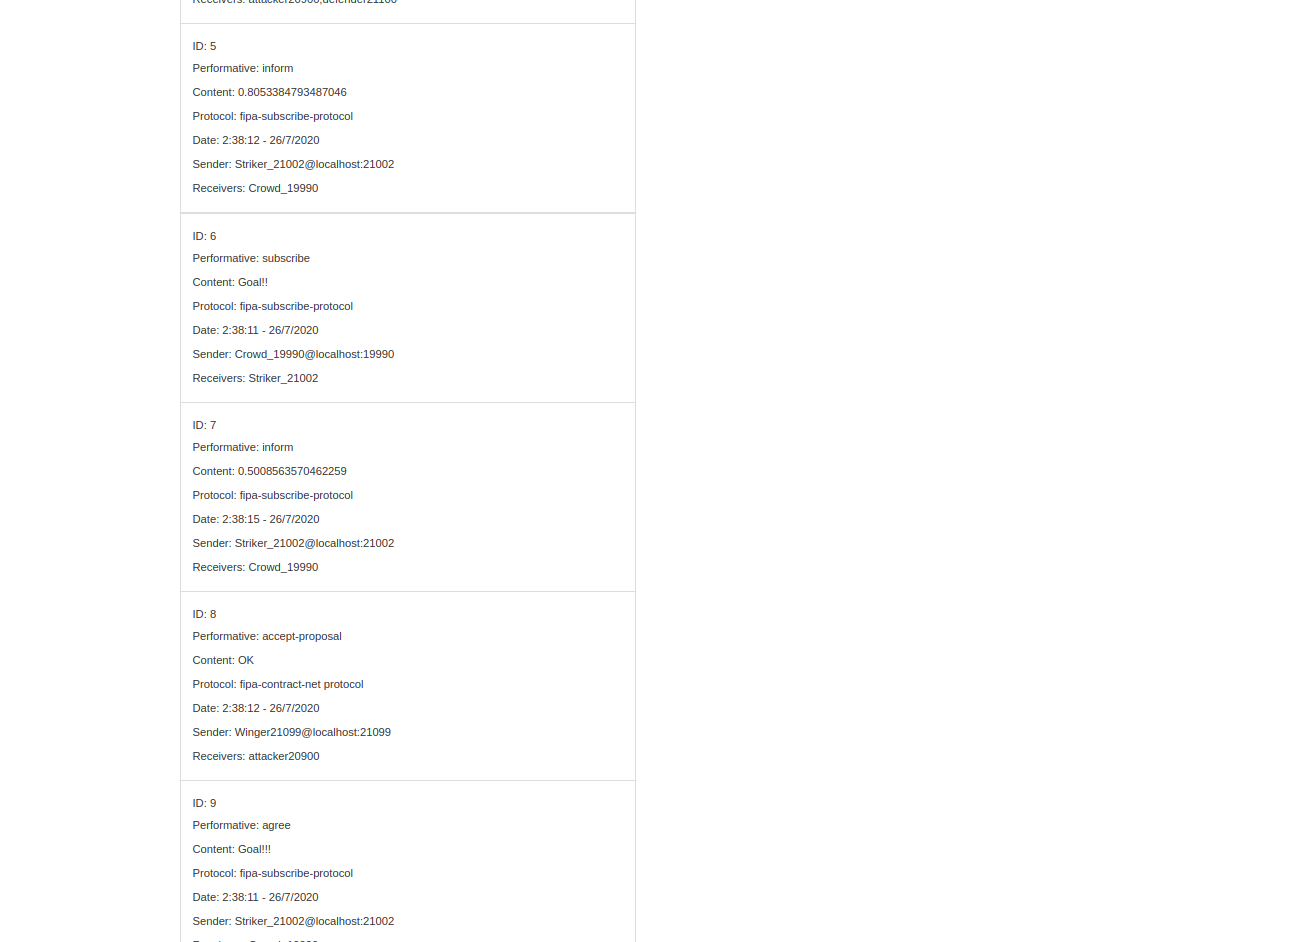 Receivers: attacker20900,defender21100
ID: 5
Performative: inform
Content: 0.8053384793487046
Protocol: fipa-subscribe-protocol
Date: 2:38:12 - 26/7/2020
Sender: Striker_21002@localhost:21002
Receivers: Crowd_19990
ID: 6
Performative: subscribe
Content: Goal!!
Protocol: fipa-subscribe-protocol
Date: 2:38:11 - 26/7/2020
Sender: Crowd_19990@localhost:19990
Receivers: Striker_21002
ID: 7
Performative: inform
Content: 0.5008563570462259
Protocol: fipa-subscribe-protocol
Date: 2:38:15 - 26/7/2020
Sender: Striker_21002@localhost:21002
Receivers: Crowd_19990
ID: 8
Performative: accept-proposal
Content: OK
Protocol: fipa-contract-net protocol
Date: 2:38:12 - 26/7/2020
Sender: Winger21099@localhost:21099
Receivers: attacker20900
ID: 9
Performative: agree
Content: Goal!!!
Protocol: fipa-subscribe-protocol
Date: 2:38:11 - 26/7/2020
Sender: Striker_21002@localhost:21002